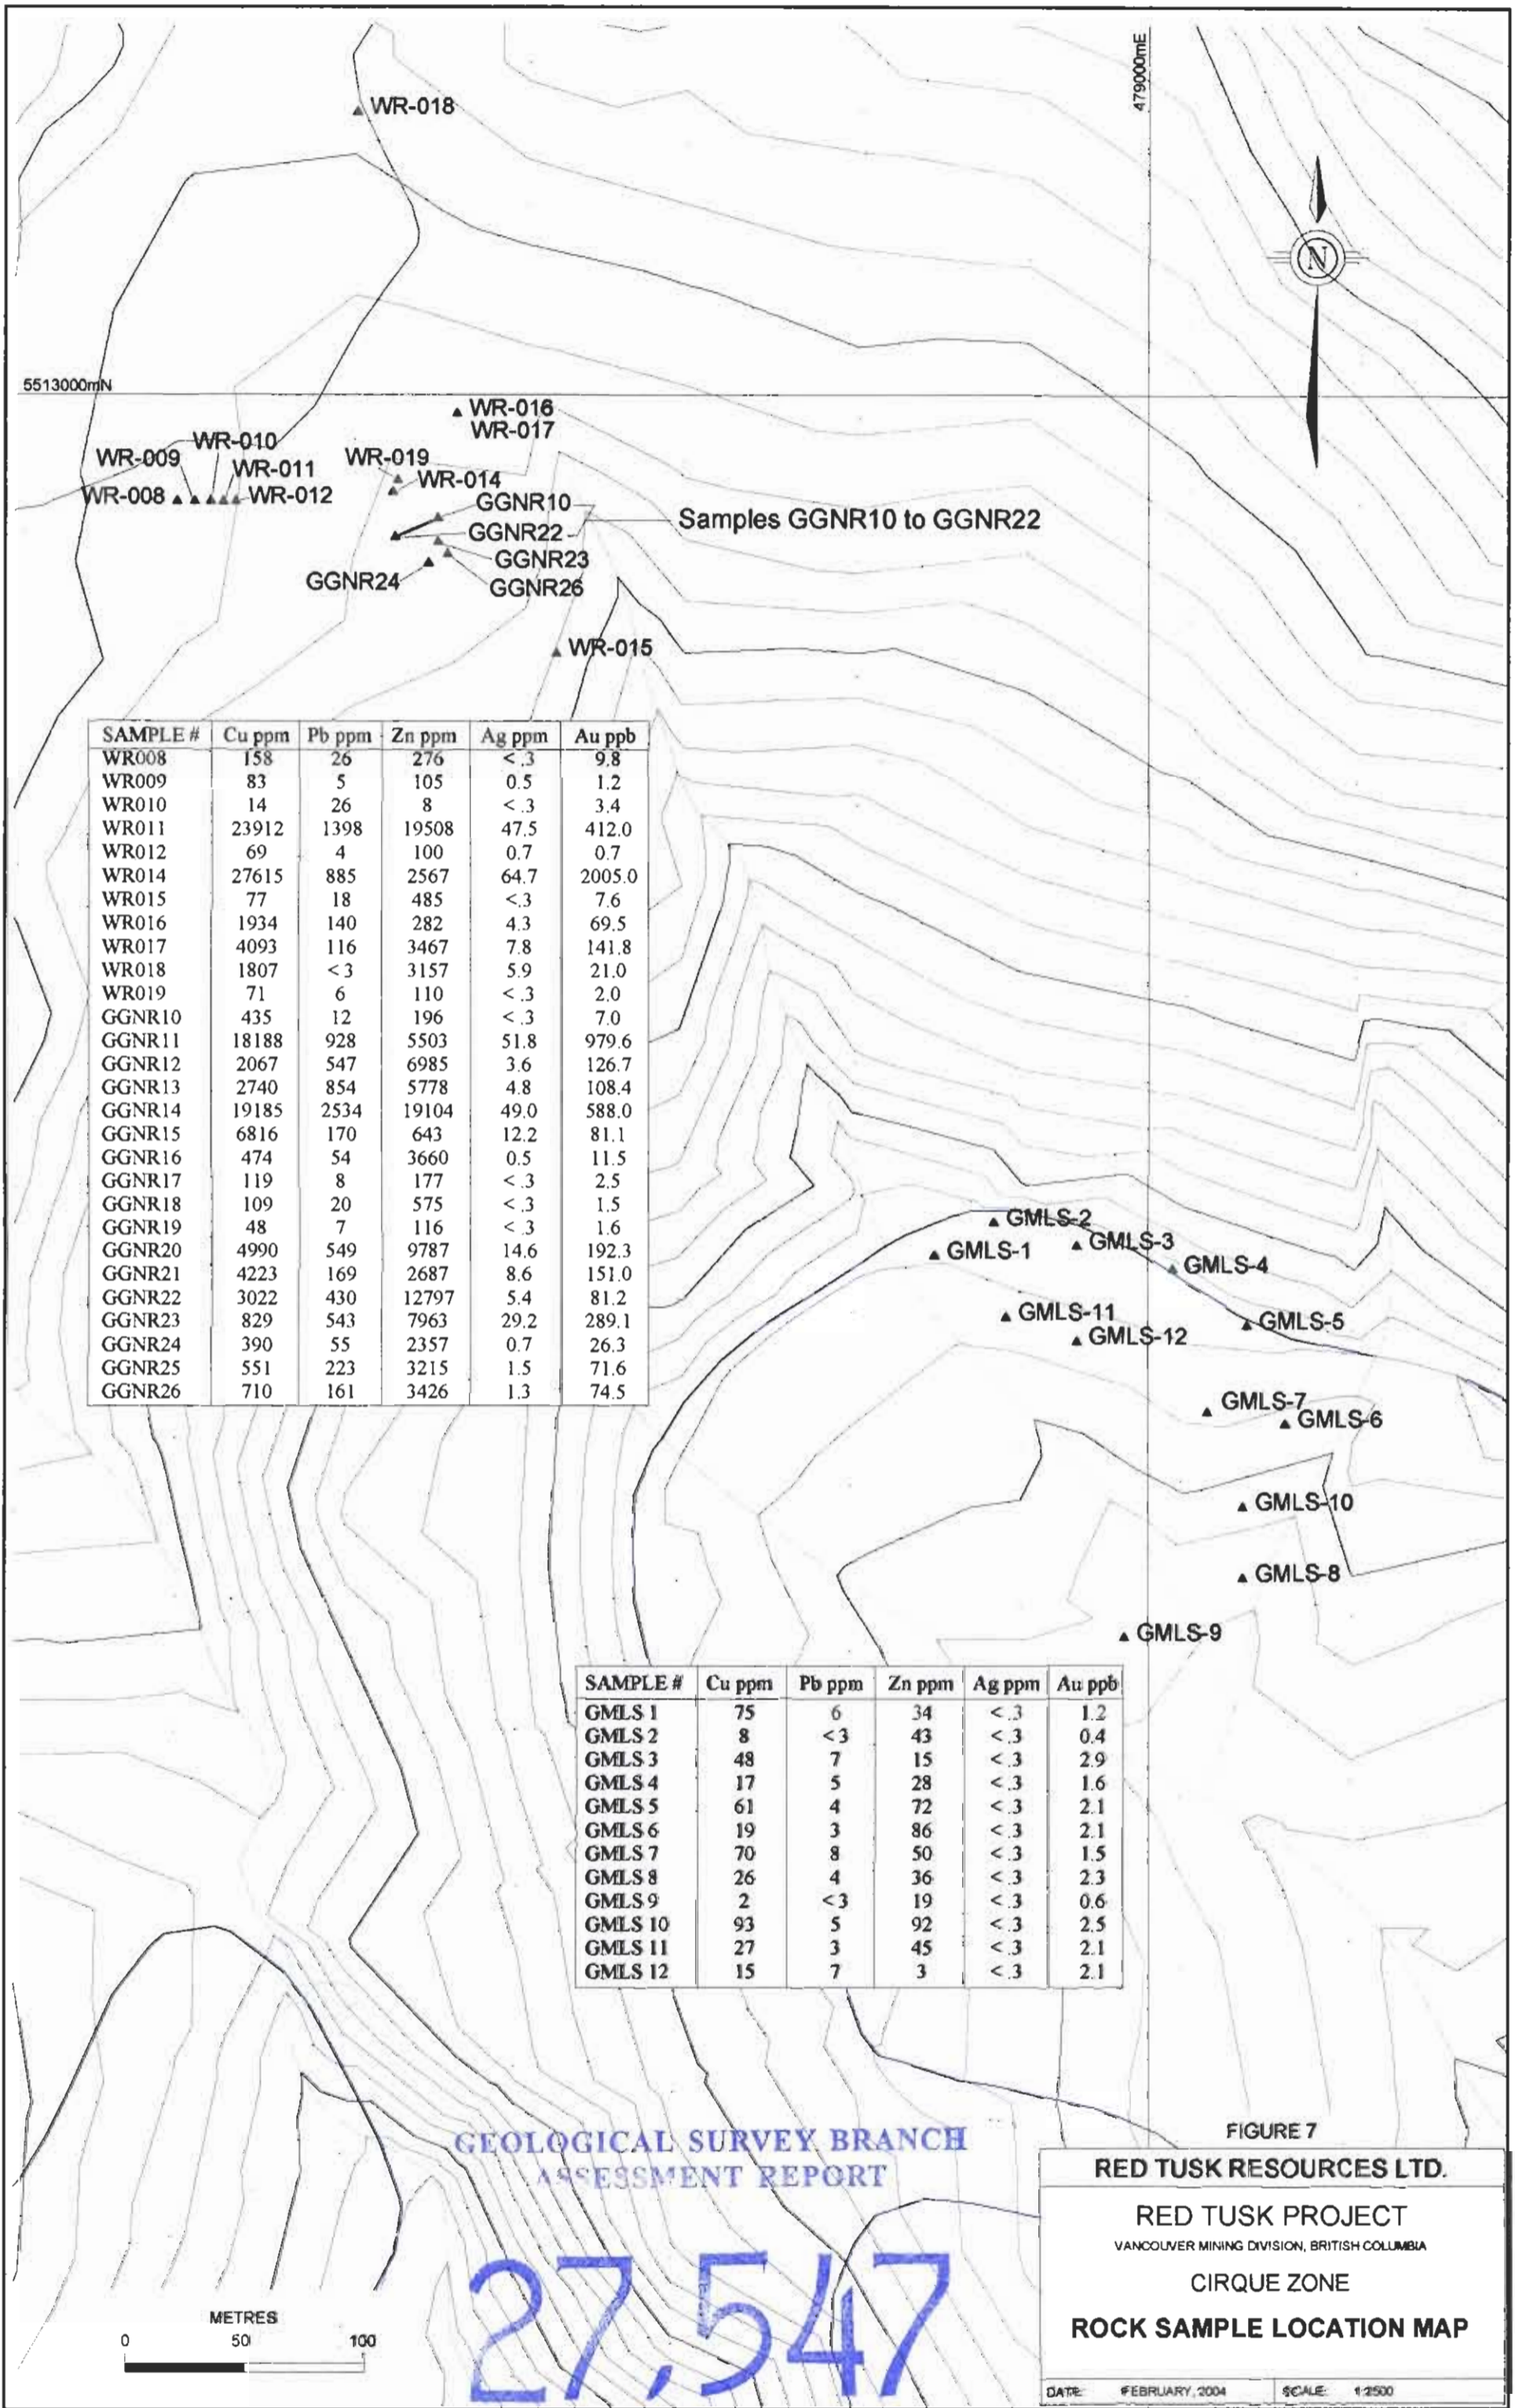 479000mE
WR-018
N
5513000mN
WR-016
WR-017
WR-010
WR-009
WR-011
WR-019
WR-014
WR-008
WR-012
GGNR10
Samples GGNR10 to GGNR22
GGNR22
GGNR23
GGNR24
GGNR26
WR-015
SAMPLE # Cu ppm Pb ppm Zn ppm Ag ppm Au ppb
WR008 158 26 276 <.3 9.8
WR009 83 5 105 0.5 1.2
WR010 14 26 8 <.3 3.4
WR011 23912 1398 19508 47.5 412.0
WR012 69 4 100 0.7 0.7
WR014 27615 885 2567 64.7 2005.0
WR015 77 18 485 <.3 7.6
WR016 1934 140 282 4.3 69.5
WR017 4093 116 3467 7.8 141.8
WR018 1807 <3 3157 5.9 21.0
WR019 71 6 110 <.3 2.0
GGNR10 435 12 196 <.3 7.0
GGNR11 18188 928 5503 51.8 979.6
GGNR12 2067 547 6985 3.6 126.7
GGNR13 2740 854 5778 4.8 108.4
GGNR14 19185 2534 19104 49.0 588.0
GGNR15 6816 170 643 12.2 81.1
GGNR16 474 54 3660 0.5 11.5
GGNR17 119 8 177 <.3 2.5
GGNR18 109 20 575 <.3 1.5
GGNR19 48 7 116 <.3 1.6
GGNR20 4990 549 9787 14.6 192.3
GGNR21 4223 169 2687 8.6 151.0
GGNR22 3022 430 12797 5.4 81.2
GGNR23 829 543 7963 29.2 289.1
GGNR24 390 55 2357 0.7 26.3
GGNR25 551 223 3215 1.5 71.6
GGNR26 710 161 3426 1.3 74.5
GMLS-2
GMLS-3
GMLS-1
GMLS-4
GMLS-11
GMLS-5
GMLS-12
GMLS-7
GMLS-6
GMLS-10
GMLS-8
GMLS-9
SAMPLE # Cu ppm Pb ppm Zn ppm Ag ppm Au ppb
GMLS 1 75 6 34 <.3 1.2
GMLS 2 8 <3 43 <.3 0.4
GMLS 3 48 7 15 <.3 2.9
GMLS 4 17 5 28 <.3 1.6
GMLS 5 61 4 72 <.3 2.1
GMLS 6 19 3 86 <.3 2.1
GMLS 7 70 8 50 <.3 1.5
GMLS 8 26 4 36 <.3 2.3
GMLS 9 2 <3 19 <.3 0.6
GMLS 10 93 5 92 <.3 2.5
GMLS 11 27 3 45 <.3 2.1
GMLS 12 15 7 3 <.3 2.1
GEOLOGICAL SURVEY BRANCH
ASSESSMENT REPORT
27,547
METRES
0 50 100
FIGURE 7
RED TUSK RESOURCES LTD.
RED TUSK PROJECT
VANCOUVER MINING DIVISION, BRITISH COLUMBIA
CIRQUE ZONE
ROCK SAMPLE LOCATION MAP
DATE: FEBRUARY, 2004 SCALE: 1:2500